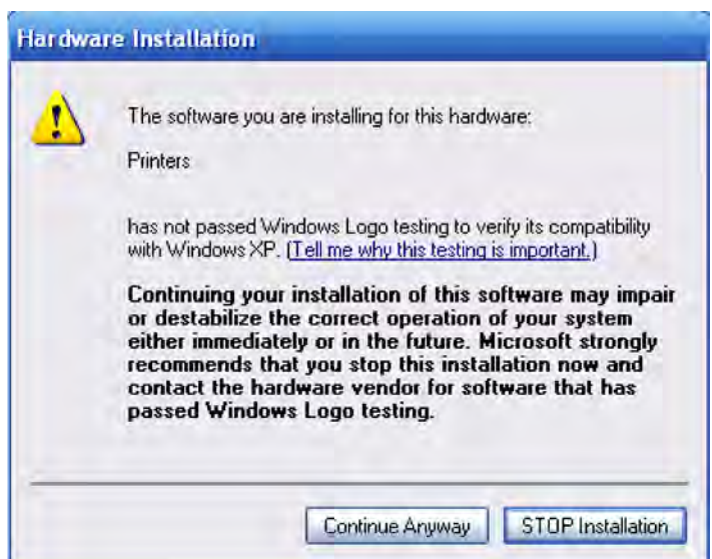 Hardware Installation
The software you are installing for this hardware:
Printers
has not passed Windows Logo testing to verify its compatibility
with Windows XP. (Tell me why this testing is important.)
Continuing your installation of this software may impair
or destabilize the correct operation of your system
either immediately or in the future. Microsoft strongly
recommends that you stop this installation now and
contact the hardware vendor for software that has
passed Windows Logo testing.
Continue Anyway STOP Installation